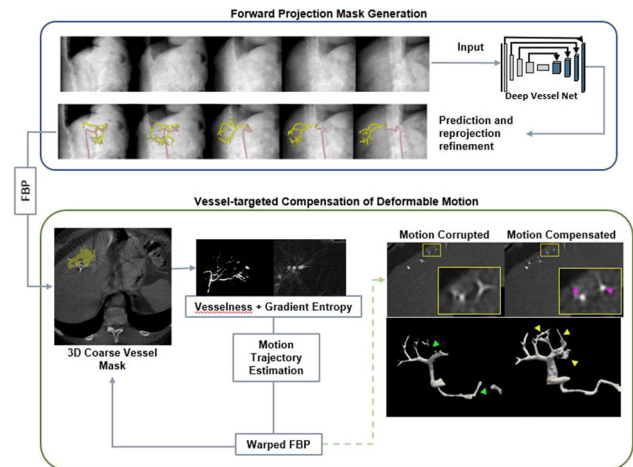 Forward Projection Mask Generation
Input
Deep Vessel Net
Prediction and
reprojection
refinement
FBP
Vessel-targeted Compensation of Deformable Motion
Motion Corrupted
Motion Compensated
Vesselness + Gradient Entropy
3D Coarse Vessel
Mask
Motion
Trajectory
Estimation
Warped FBP